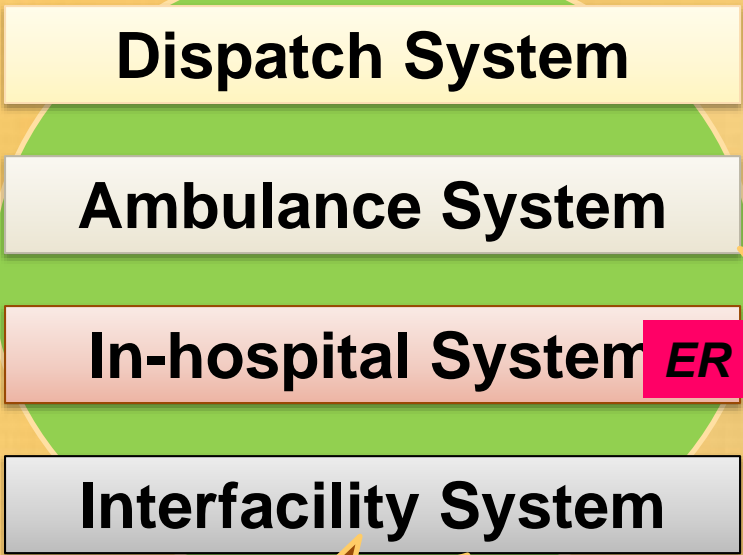 Dispatch System
Ambulance System
In-hospital System ER
Interfacility System